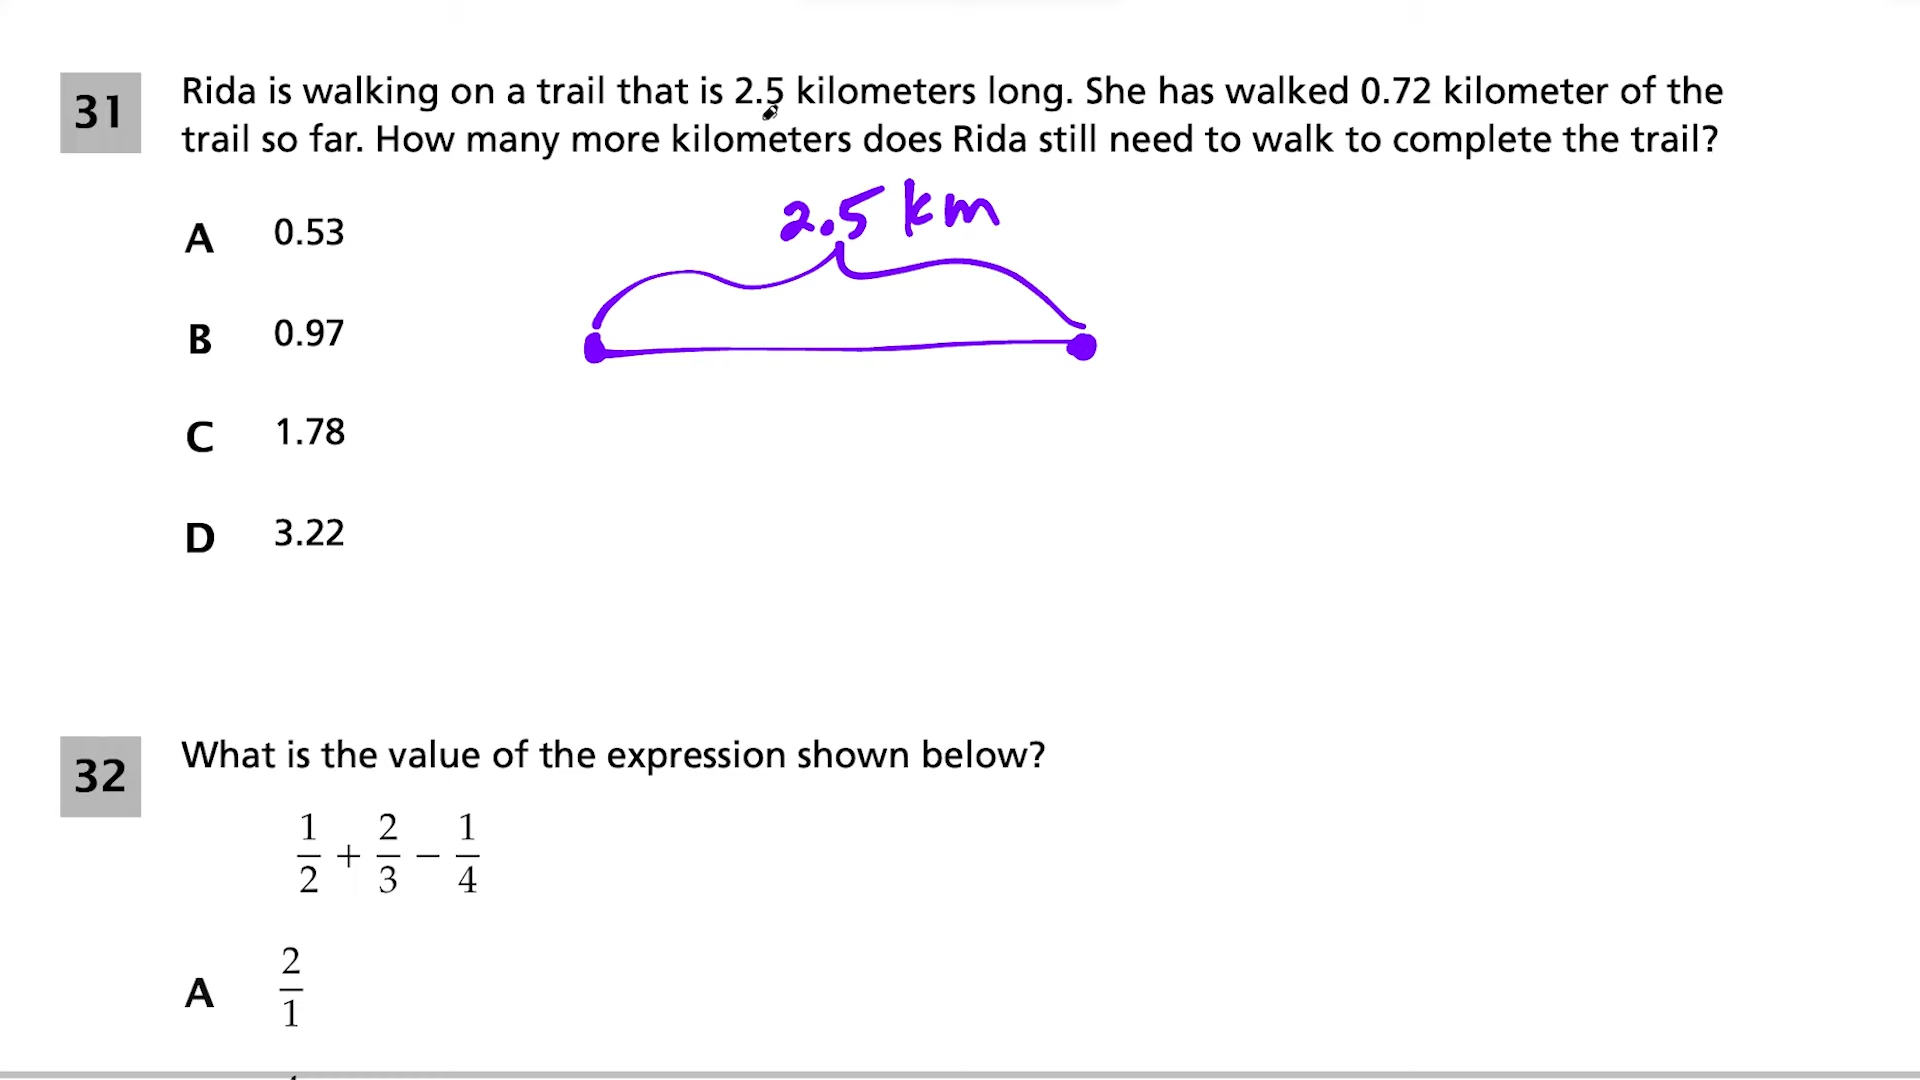 31 Rida is walking on a trail that is 2.5 kilometers long. She has walked 0.72 kilometer of the
trail so far. How many more kilometers does Rida still need to walk to complete the trail?
2.5 km
A 0.53
B 0.97
C 1.78
D 3.22
32 What is the value of the expression shown below?
1/2 + 2/3 − 1/4
A 2/1